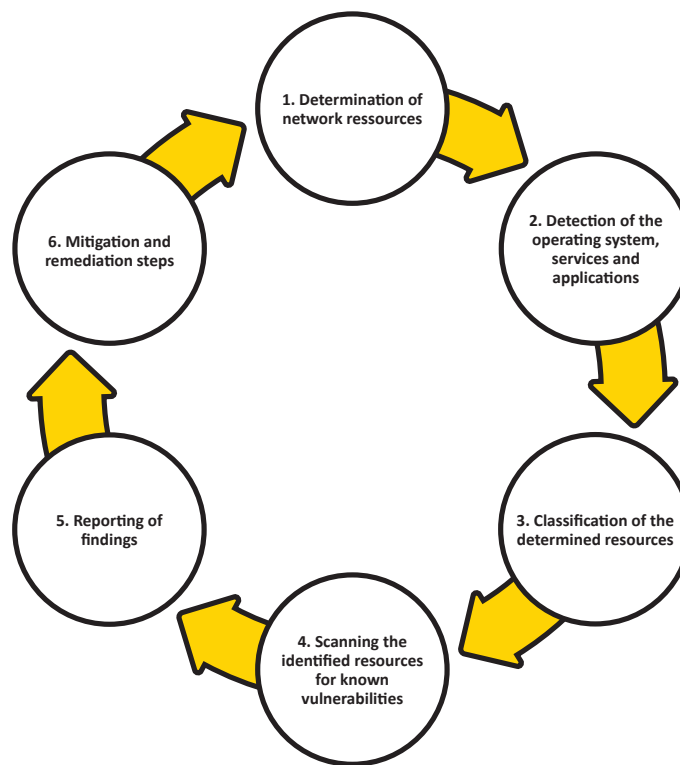 1. Determination of
network ressources
2. Detection of the
operating system,
services and
applications
3. Classification of the
determined resources
4. Scanning the
identified resources
for known
vulnerabilities
5. Reporting of
findings
6. Mitigation and
remediation steps